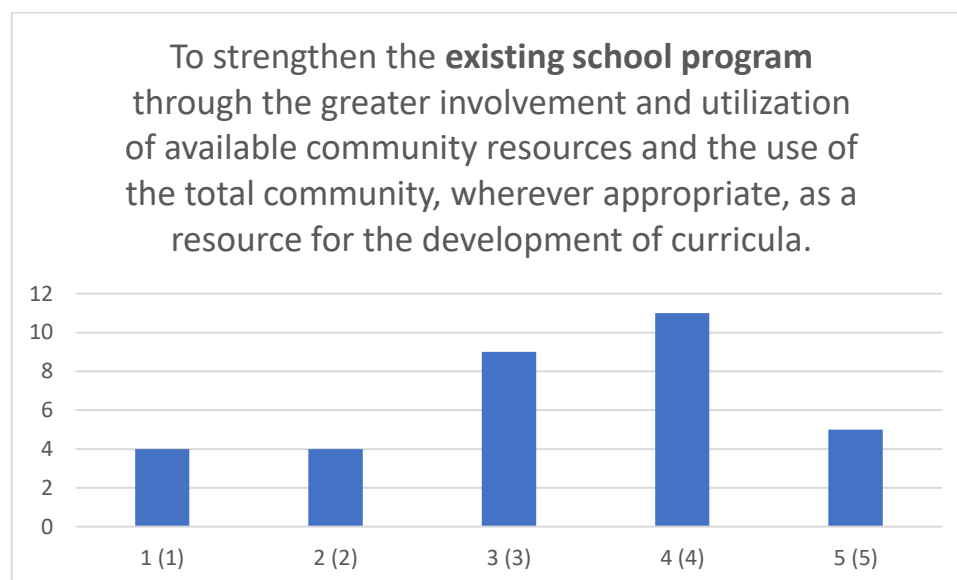 To strengthen the existing school program
through the greater involvement and utilization
of available community resources and the use of
the total community, wherever appropriate, as a
resource for the development of curricula.
12
10
8
6
4
2
0
1 (1) 2 (2) 3 (3) 4 (4) 5 (5)